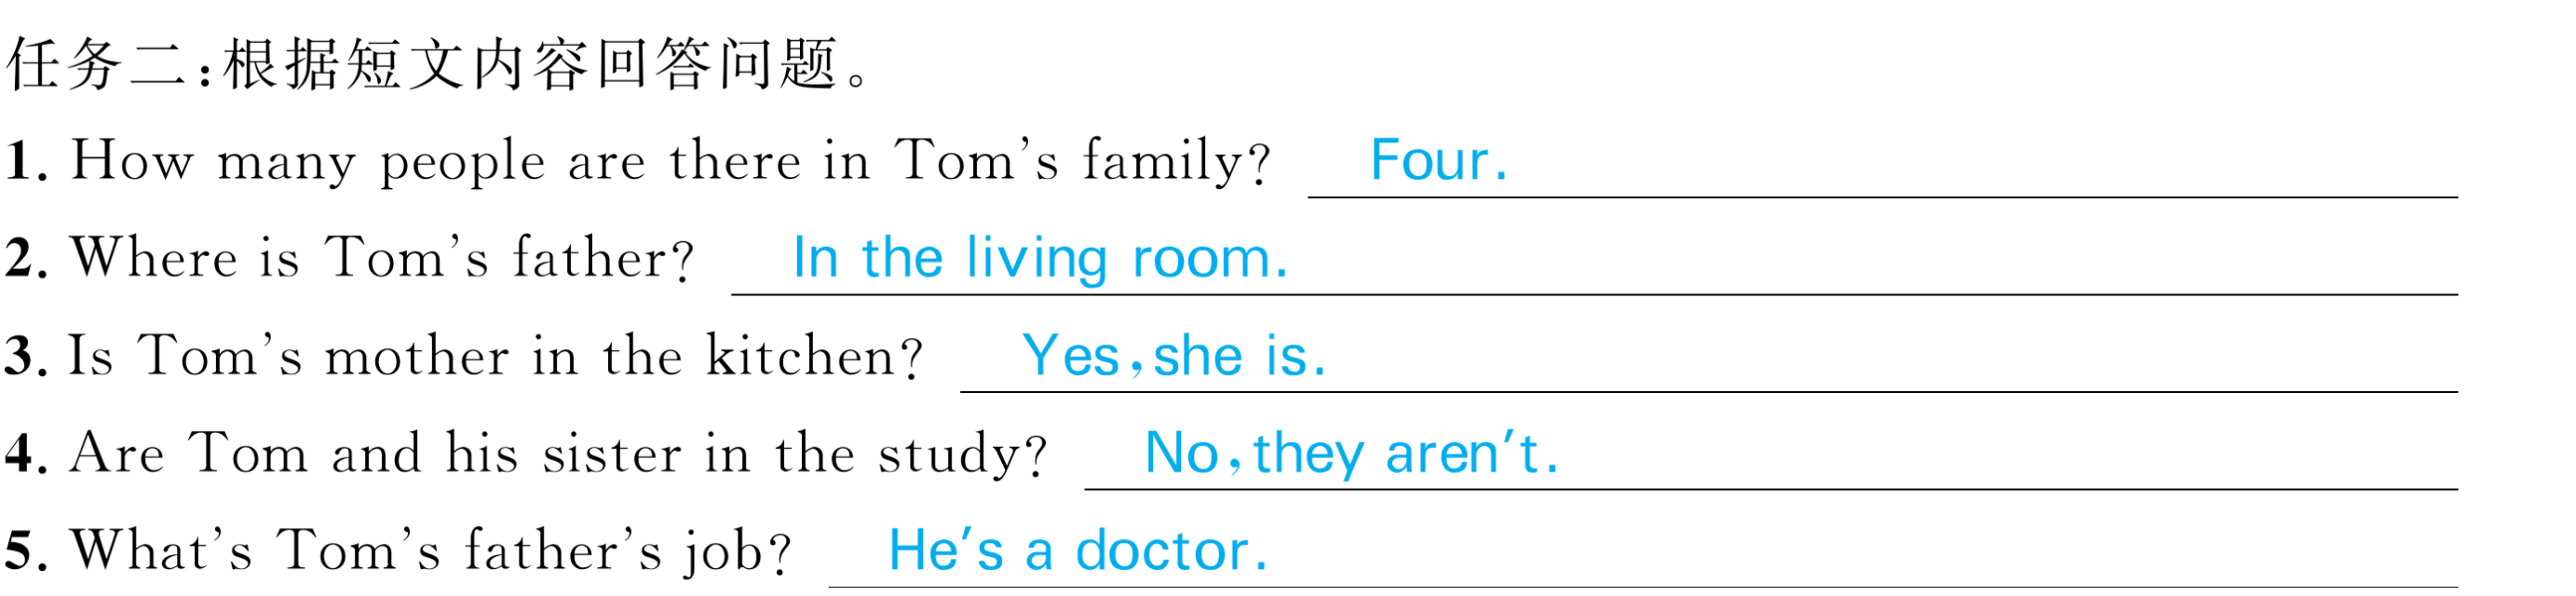 任务二:根据短文内容回答问题。
1. How many people are there in Tom's family? Four.
2. Where is Tom's father? In the living room.
3. Is Tom's mother in the kitchen? Yes,she is.
4. Are Tom and his sister in the study? No,they aren't.
5. What's Tom's father's job? He's a doctor.